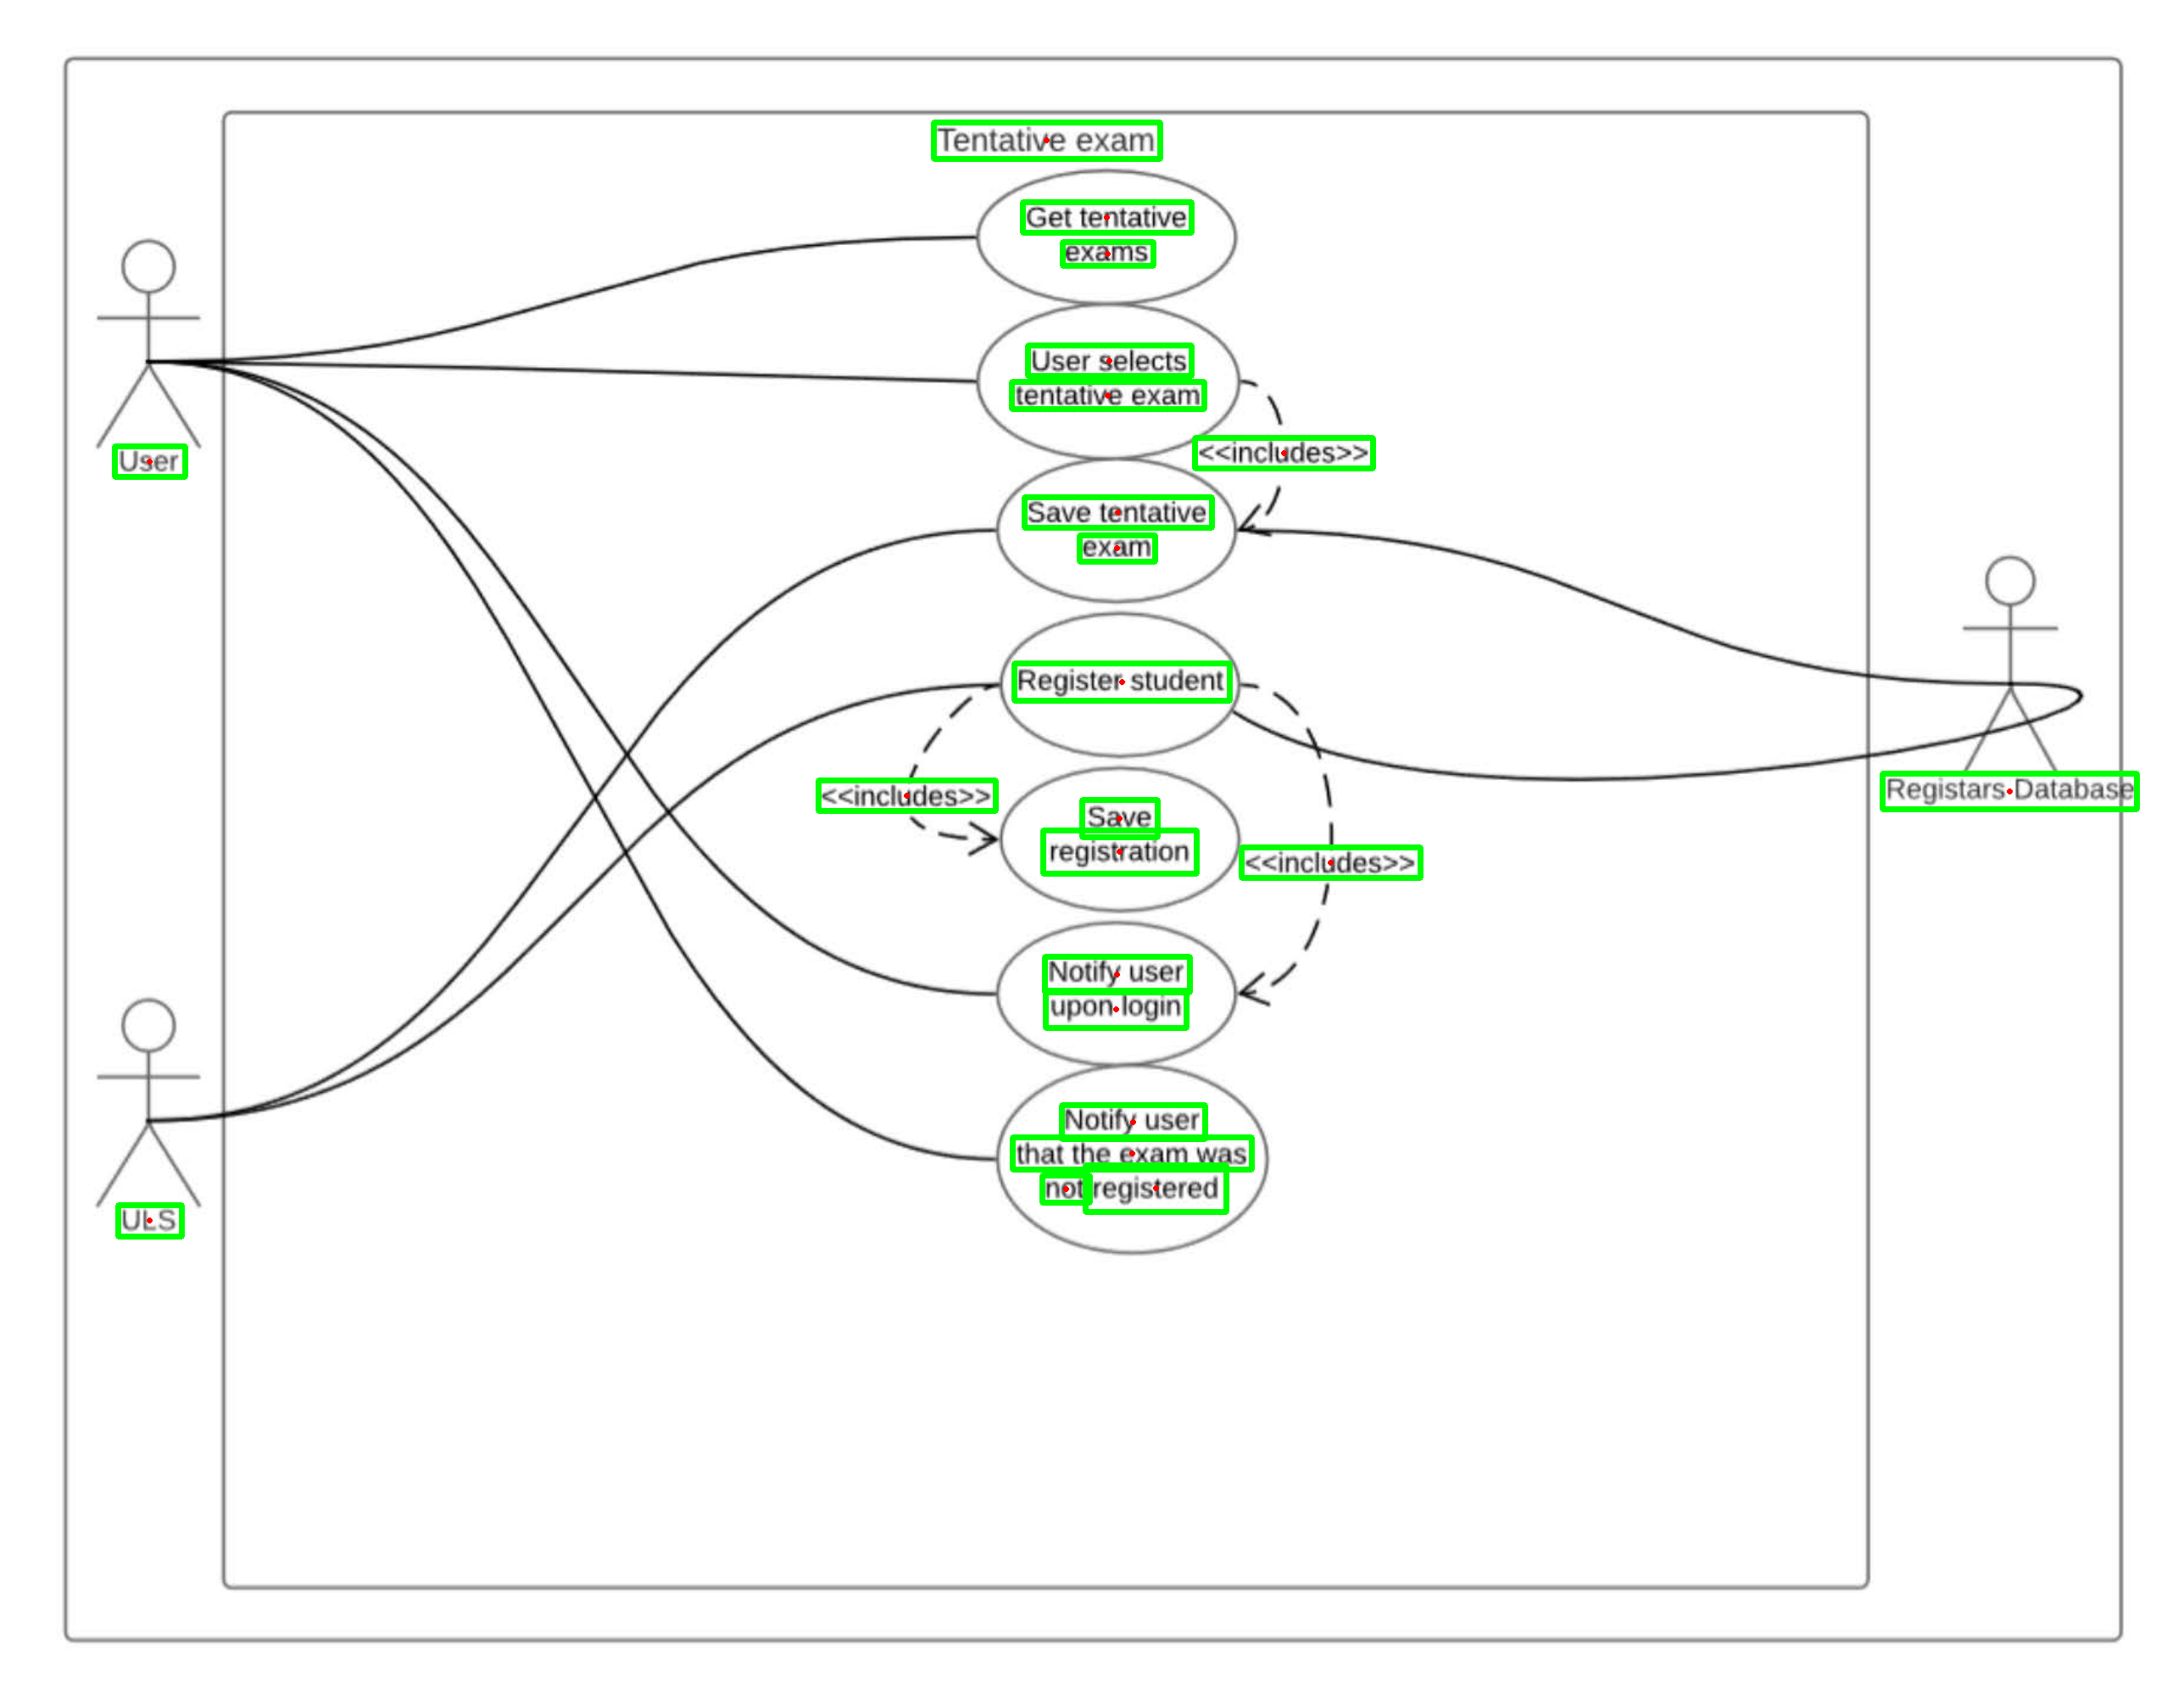 Tentative exam
Get tentative
exams
User selects
tentative exam
User
<<includes>>
Save tentative
exam
Register student
<<includes>>
Save
registration
Registars Database
<<includes>>
Notify user
upon login
Notify user
that the exam was
not registered
ULS